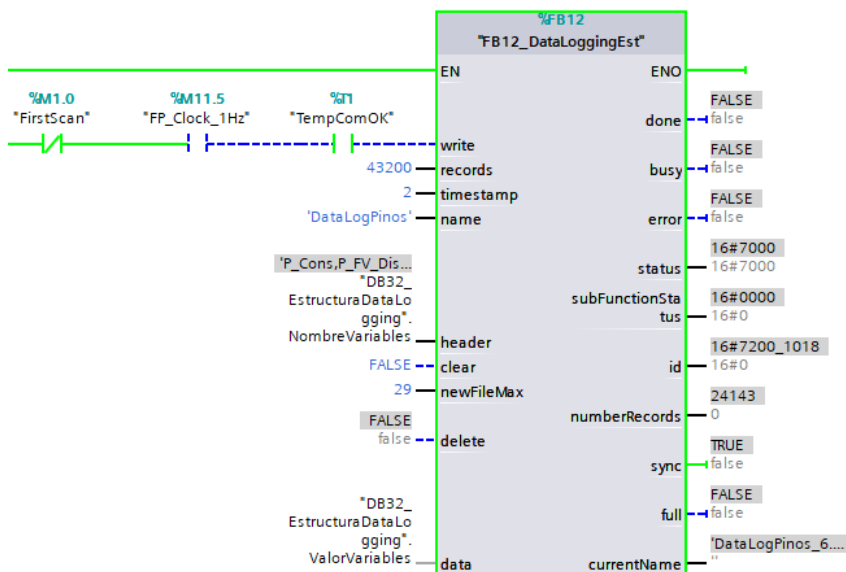 %FB12
"FB12_DataLoggingEst"
EN
ENO
%M1.0
"FirstScan"
%M11.5
"FP_Clock_1Hz"
%T1
"TempComOK"
write
43200
records
2
timestamp
'DataLogPinos'
name
'P_Cons,P_FV_Dis...
"DB32_
EstructuraDataLo
gging".
NombreVariables
header
FALSE
clear
29
newFileMax
FALSE
false
delete
"DB32_
EstructuraDataLo
gging".
ValorVariables
data
done
FALSE
false
busy
FALSE
false
error
FALSE
false
status
16#7000
16#7000
subFunctionSta
tus
16#0000
16#0
id
16#7200_1018
16#0
numberRecords
24143
0
sync
TRUE
false
full
FALSE
false
currentName
'DataLogPinos_6....
''